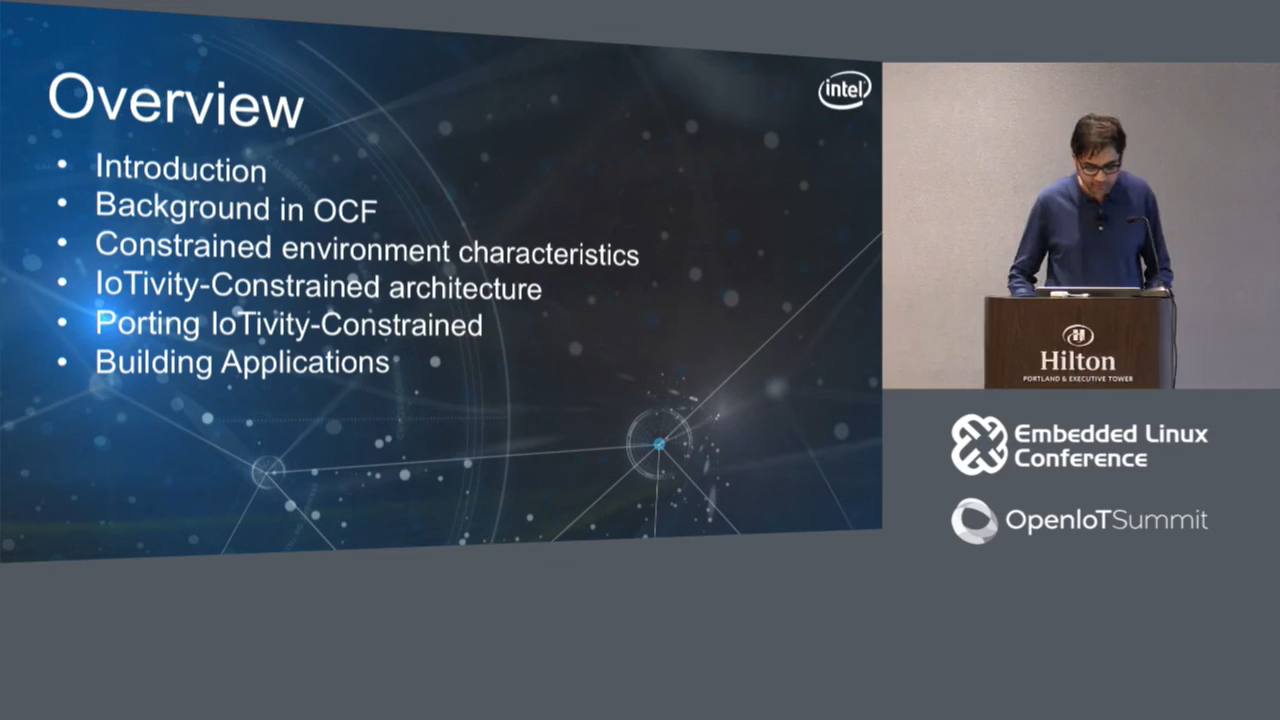 Overview
intel
• Introduction
• Background in OCF
• Constrained environment characteristics
• IoTivity-Constrained architecture
• Porting IoTivity-Constrained
• Building Applications
H
Hilton
PORTLAND & EXECUTIVE TOWER
Embedded Linux
Conference
OpenIoTSummit